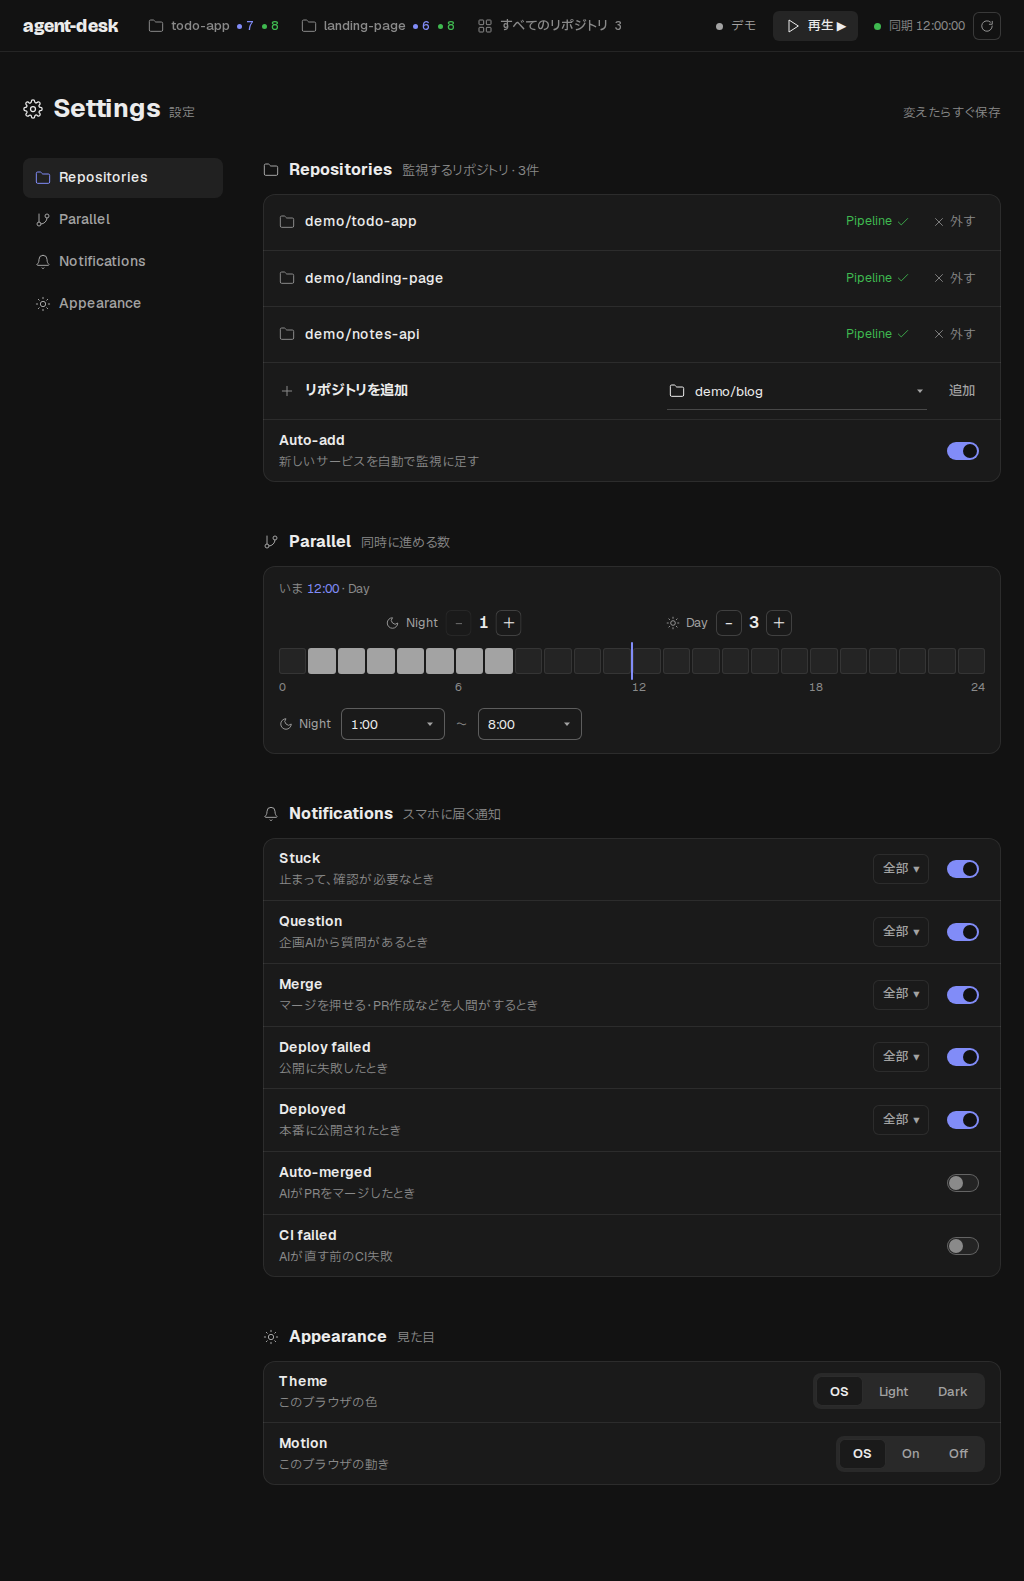 agent-desk todo-app 7 8 landing-page 6 8 すべてのリポジトリ 3 デモ 再生 ▶ 同期 12:00:00
Settings 設定 変えたらすぐ保存
Repositories
Parallel
Notifications
Appearance
Repositories 監視するリポジトリ · 3件
demo/todo-app Pipeline ✓ × 外す
demo/landing-page Pipeline ✓ × 外す
demo/notes-api Pipeline ✓ × 外す
+ リポジトリを追加 demo/blog ▾ 追加
Auto-add
新しいサービスを自動で監視に足す
Parallel 同時に進める数
いま 12:00 · Day
Night − 1 + Day − 3 +
0 6 12 18 24
Night 1:00 ▾ ～ 8:00 ▾
Notifications スマホに届く通知
Stuck
止まって、確認が必要なとき
全部 ▾
Question
企画AIから質問があるとき
全部 ▾
Merge
マージを押せる・PR作成などを人間がするとき
全部 ▾
Deploy failed
公開に失敗したとき
全部 ▾
Deployed
本番に公開されたとき
全部 ▾
Auto-merged
AIがPRをマージしたとき
CI failed
AIが直す前のCI失敗
Appearance 見た目
Theme
このブラウザの色
OS Light Dark
Motion
このブラウザの動き
OS On Off